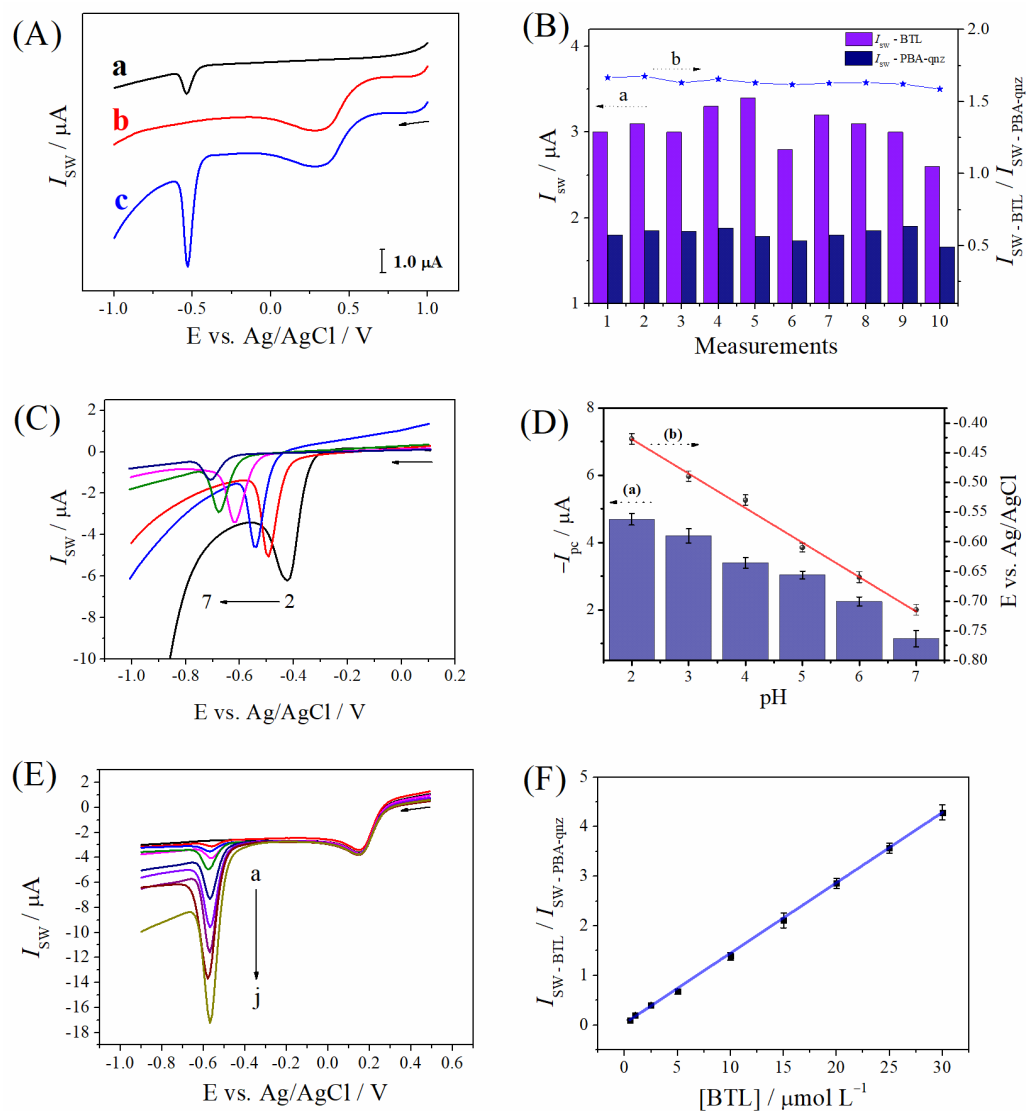 (A)
a
b
c
I_SW / µA
1.0 µA
-1.0 -0.5 0.0 0.5 1.0
E vs. Ag/AgCl / V
(B)
I_sw - BTL
I_sw - PBA-qnz
b
a
4
3
2
1
I_sw / µA
2.0
1.5
1.0
0.5
0.0
I_SW - BTL / I_SW - PBA-qnz
1 2 3 4 5 6 7 8 9 10
Measurements
(C)
2
0
-2
-4
-6
-8
-10
I_SW / µA
7 2
-1.0 -0.8 -0.6 -0.4 -0.2 0.0 0.2
E vs. Ag/AgCl / V
(D)
8
6
4
2
–I_pc / µA
(b)
(a)
-0.40
-0.45
-0.50
-0.55
-0.60
-0.65
-0.70
-0.75
-0.80
E vs. Ag/AgCl
2 3 4 5 6 7
pH
(E)
2
0
-2
-4
-6
-8
-10
-12
-14
-16
-18
I_SW / µA
a
j
-1.0 -0.8 -0.6 -0.4 -0.2 0.0 0.2 0.4 0.6
E vs. Ag/AgCl / V
(F)
5
4
3
2
1
0
I_SW - BTL / I_SW - PBA-qnz
0 5 10 15 20 25 30
[BTL] / µmol L⁻¹